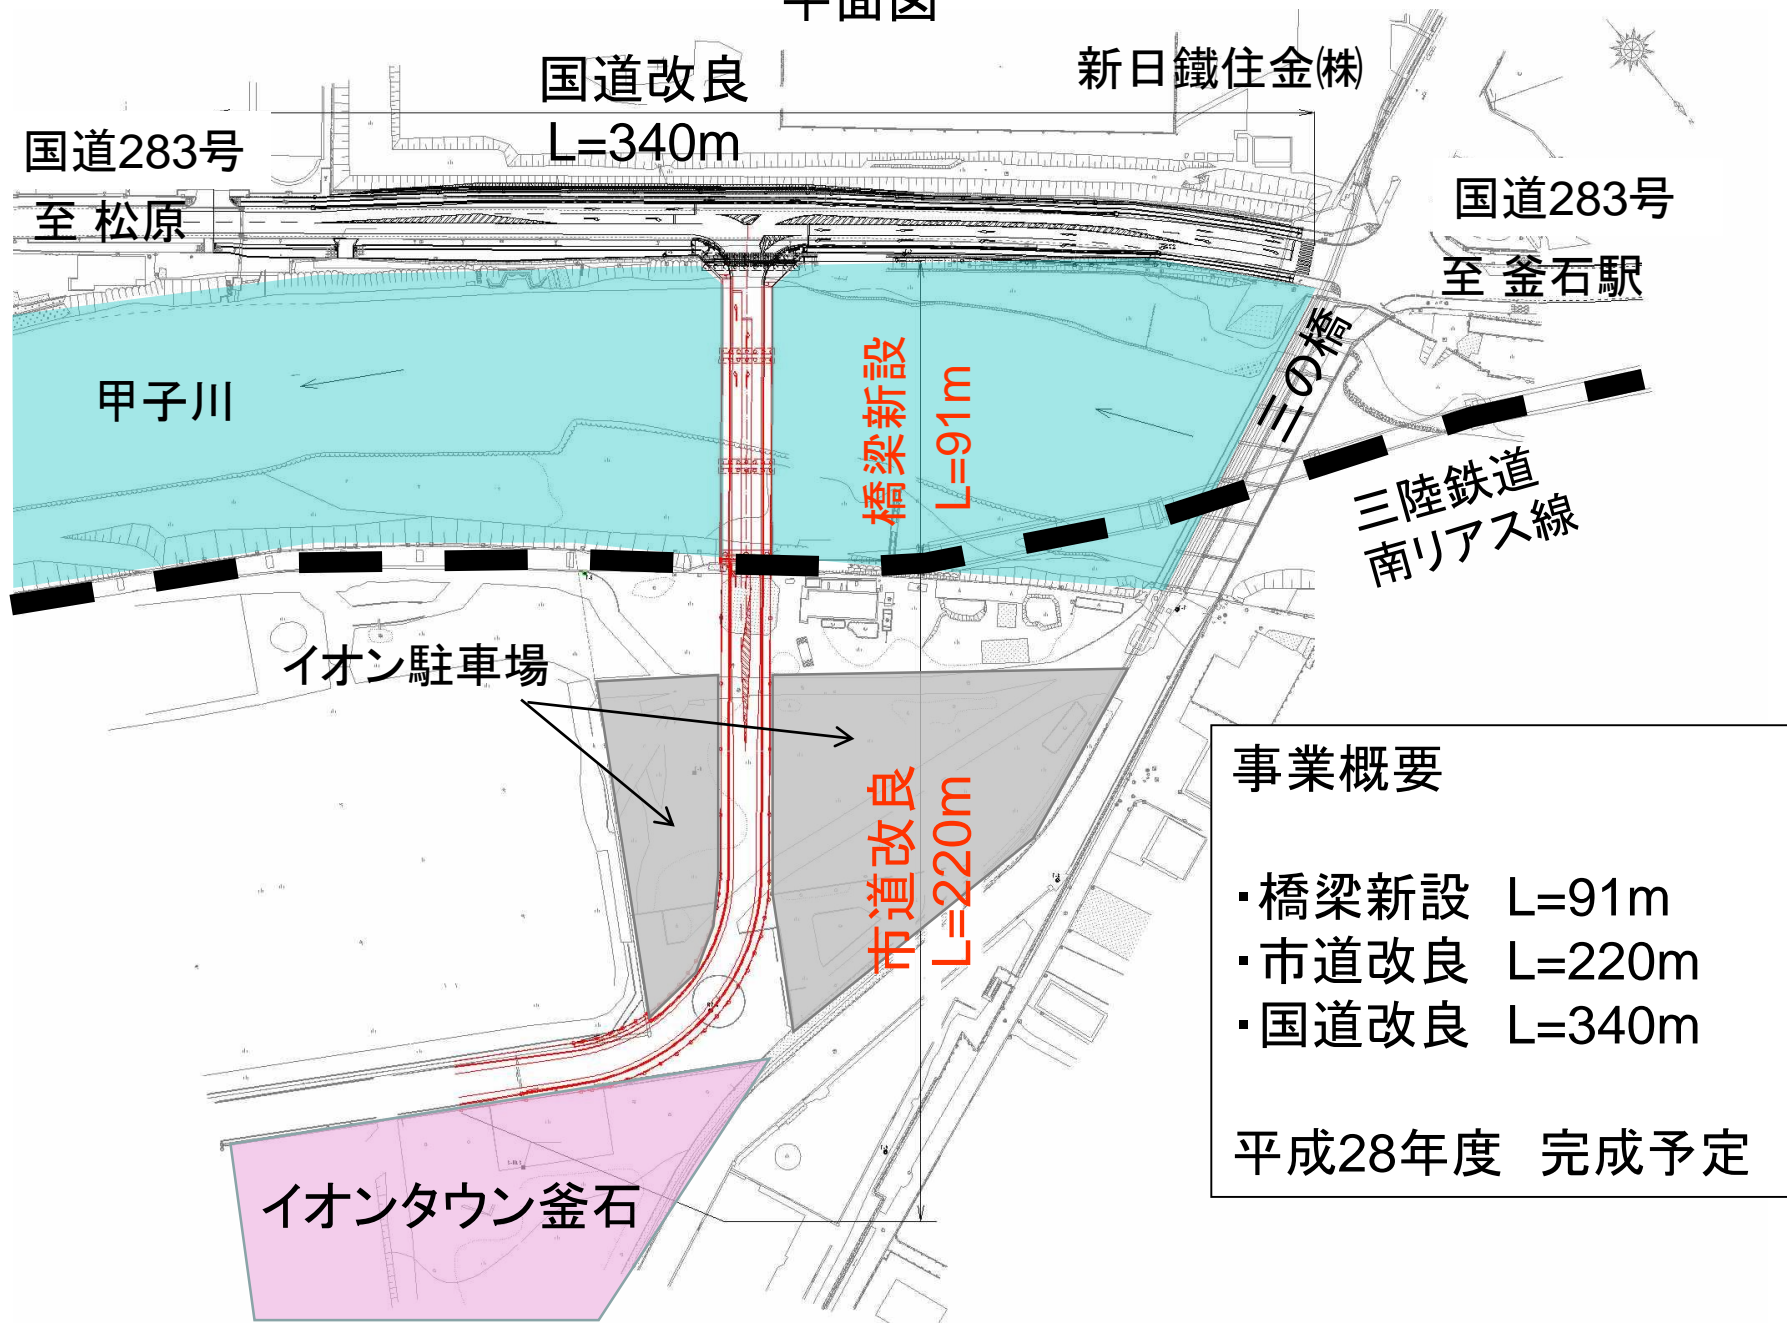 平面図
国道改良
L=340m
新日鐵住金㈱
国道283号
至 松原
国道283号
至 釜石駅
甲子川
橋梁新設
L=91m
三の橋
三陸鉄道
南リアス線
イオン駐車場
市道改良
L=220m
イオンタウン釜石
事業概要
・橋梁新設　L=91m
・市道改良　L=220m
・国道改良　L=340m
平成28年度　完成予定